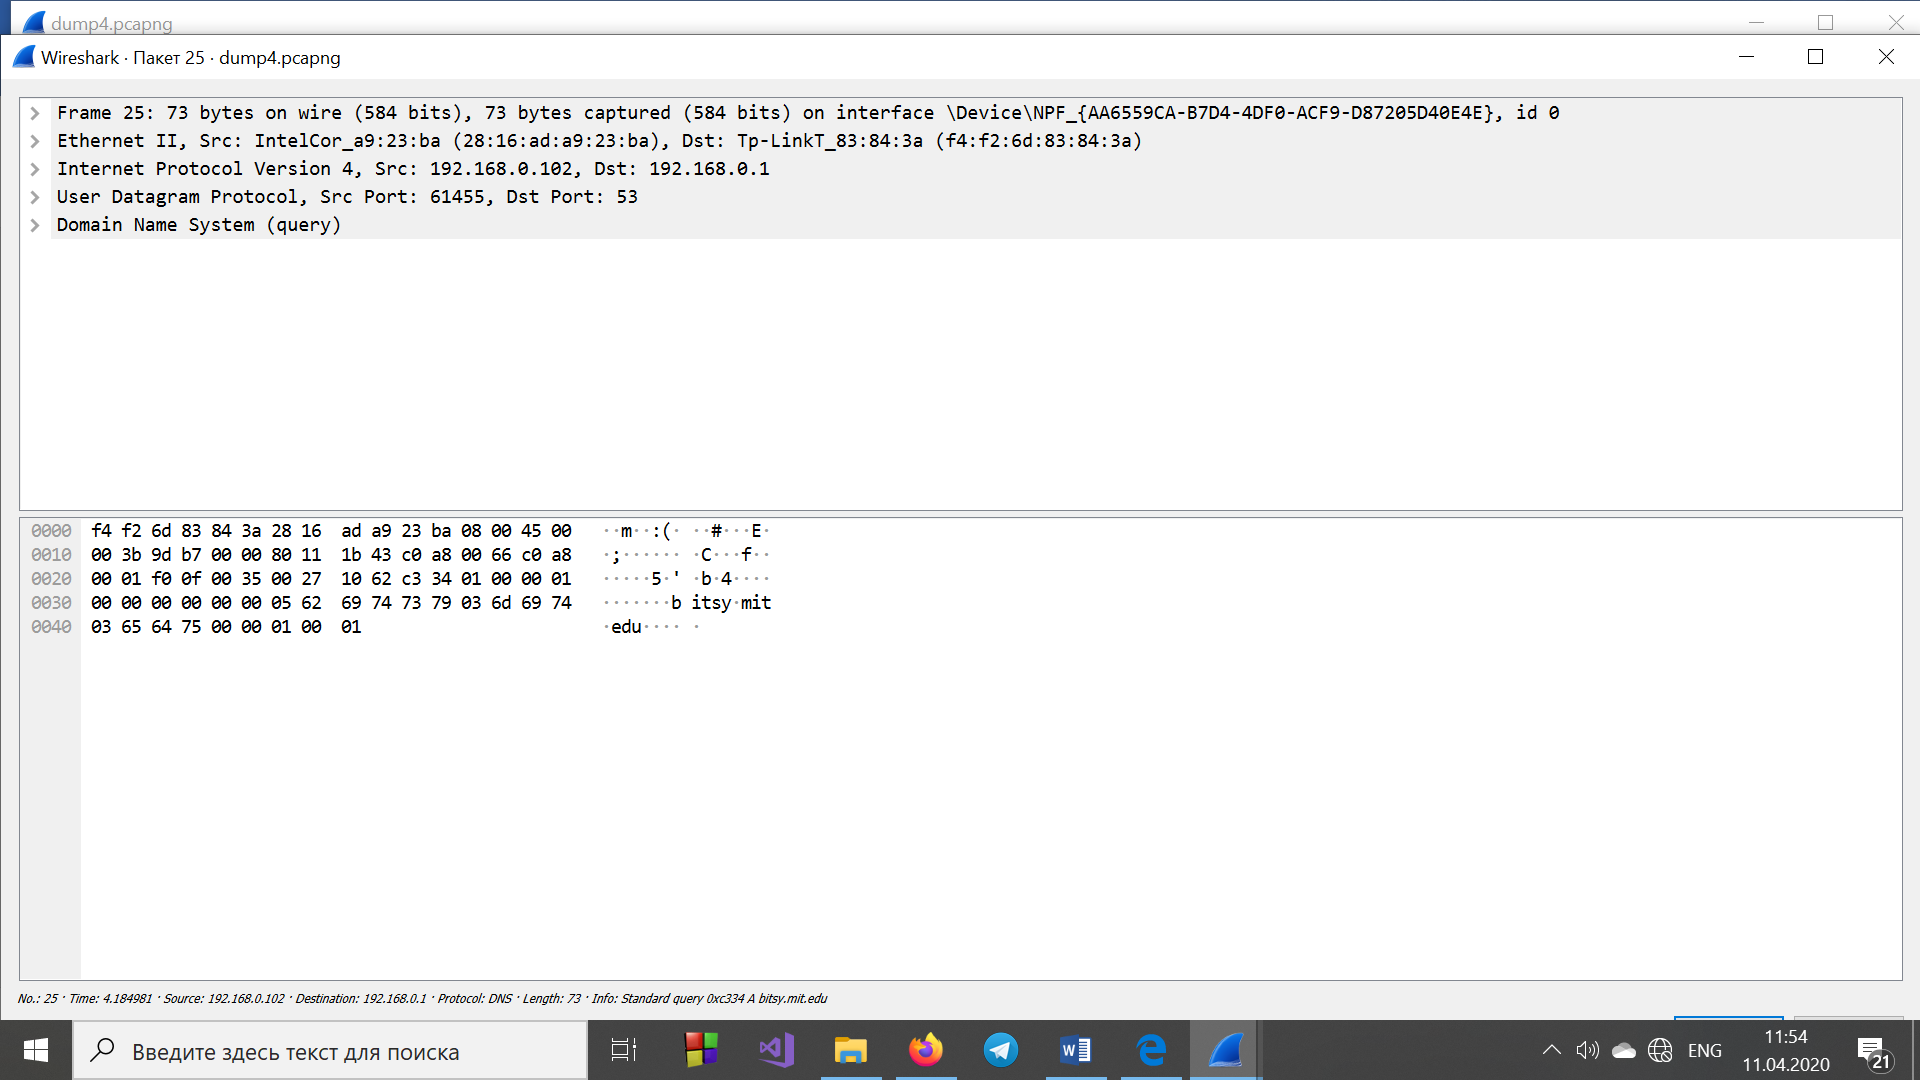 dump4.pcapng
Wireshark · Пакет 25 · dump4.pcapng
Frame 25: 73 bytes on wire (584 bits), 73 bytes captured (584 bits) on interface \Device\NPF_{AA6559CA-B7D4-4DF0-ACF9-D87205D40E4E}, id 0
Ethernet II, Src: IntelCor_a9:23:ba (28:16:ad:a9:23:ba), Dst: Tp-LinkT_83:84:3a (f4:f2:6d:83:84:3a)
Internet Protocol Version 4, Src: 192.168.0.102, Dst: 192.168.0.1
User Datagram Protocol, Src Port: 61455, Dst Port: 53
Domain Name System (query)
0000 f4 f2 6d 83 84 3a 28 16 ad a9 23 ba 08 00 45 00 ··m··:(· ··#···E·
0010 00 3b 9d b7 00 00 80 11 1b 43 c0 a8 00 66 c0 a8 ·;······ ·C···f··
0020 00 01 f0 0f 00 35 00 27 10 62 c3 34 01 00 00 01 ·····5·' ·b·4····
0030 00 00 00 00 00 00 05 62 69 74 73 79 03 6d 69 74 ·······b itsy·mit
0040 03 65 64 75 00 00 01 00 01 ·edu···· ·
No.: 25 · Time: 4.184981 · Source: 192.168.0.102 · Destination: 192.168.0.1 · Protocol: DNS · Length: 73 · Info: Standard query 0xc334 A bitsy.mit.edu
Введите здесь текст для поиска
ENG
11:54
11.04.2020
21